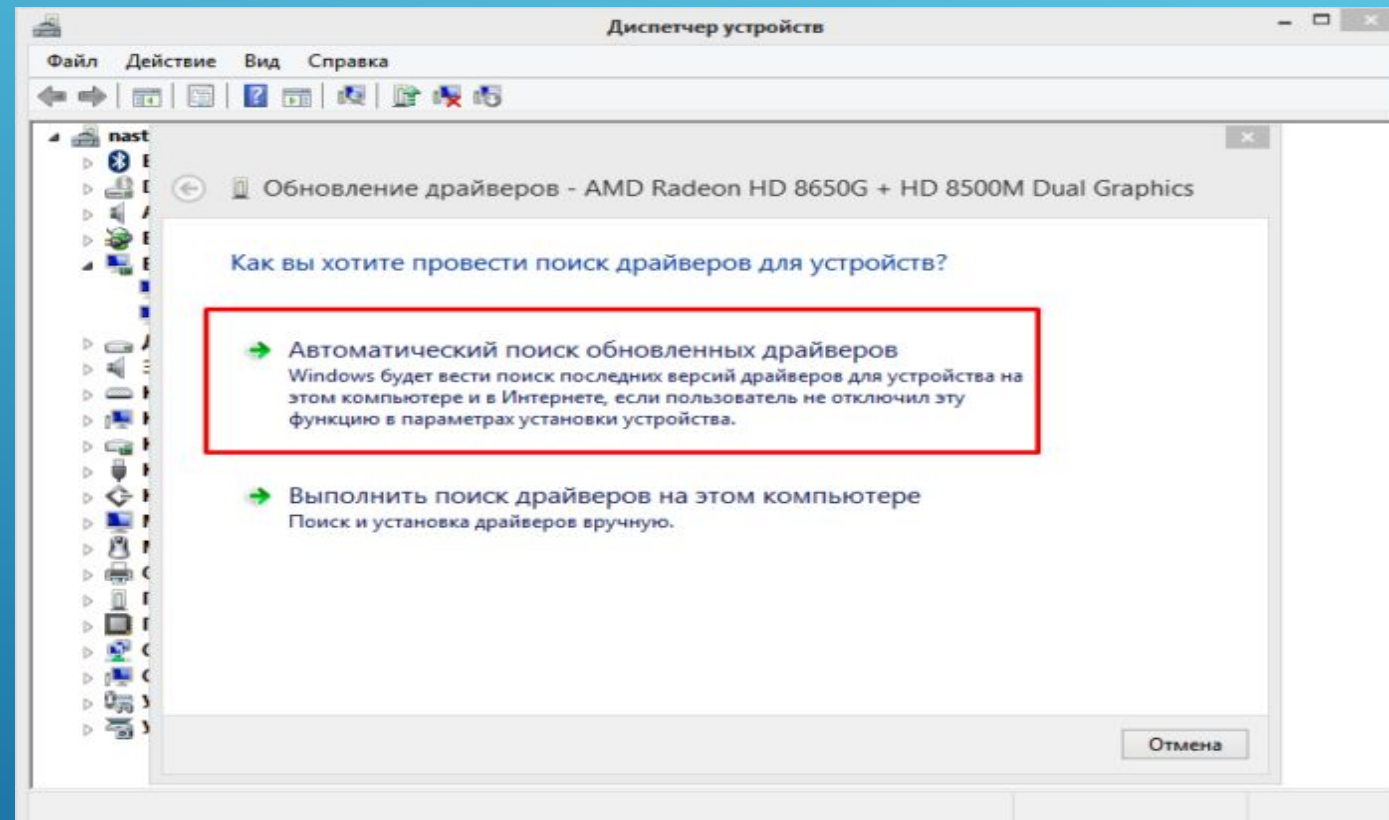 Диспетчер устройств
Файл Действие Вид Справка
nast
Обновление драйверов - AMD Radeon HD 8650G + HD 8500M Dual Graphics
Как вы хотите провести поиск драйверов для устройств?
Автоматический поиск обновленных драйверов
Windows будет вести поиск последних версий драйверов для устройства на
этом компьютере и в Интернете, если пользователь не отключил эту
функцию в параметрах установки устройства.
Выполнить поиск драйверов на этом компьютере
Поиск и установка драйверов вручную.
Отмена